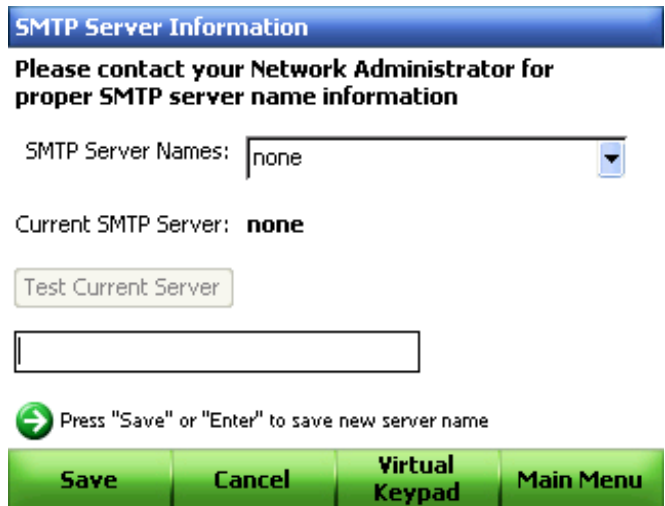 SMTP Server Information
Please contact your Network Administrator for
proper SMTP server name information
SMTP Server Names: none
Current SMTP Server: none
Test Current Server
Press "Save" or "Enter" to save new server name
Save Cancel Virtual Keypad Main Menu